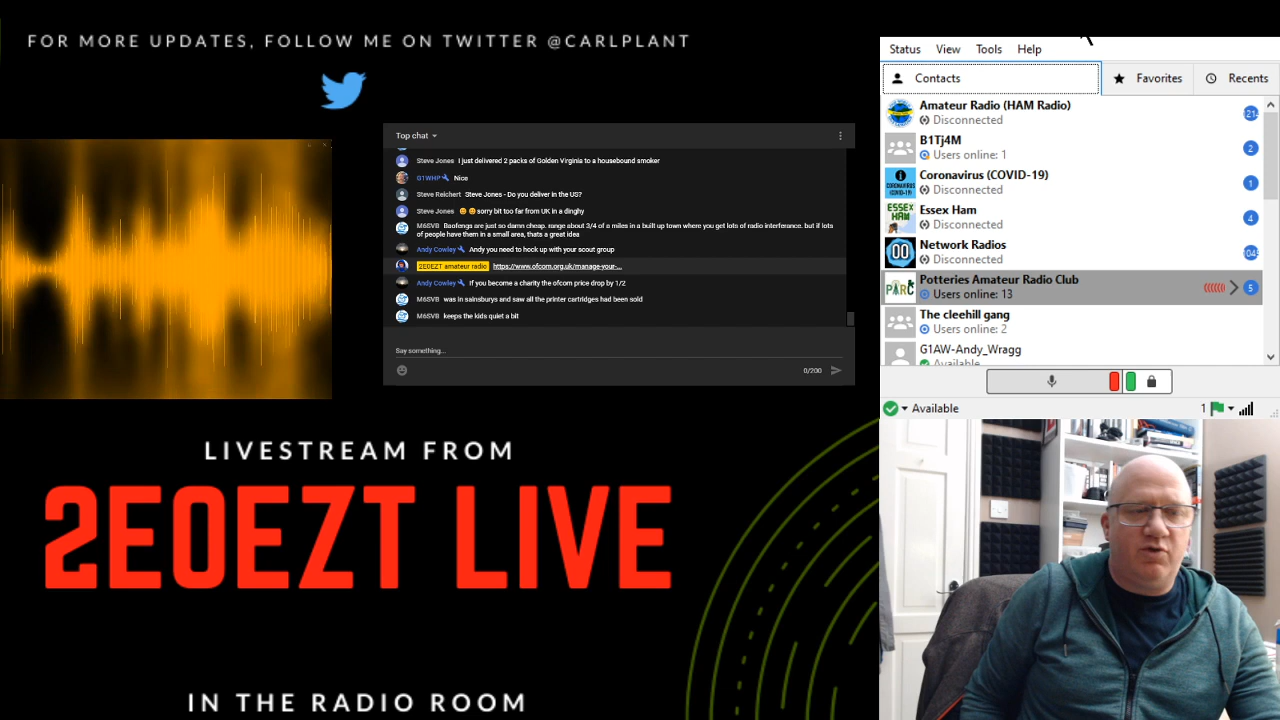 FOR MORE UPDATES, FOLLOW ME ON TWITTER @CARLPLANT
Top chat
Steve Jones I just delivered 2 packs of Golden Virginia to a housebound smoker
G1WHP Nice
Steve Reichert Steve Jones - Do you deliver in the US?
Steve Jones sorry bit too far from UK in a dinghy
M6SVB Baofengs are just so damn cheap. range about 3/4 of a miles in a built up town where you get lots of radio interferance. but if lots
of people have them in a small area, thats a great idea
Andy Cowley Andy you need to hock up with your scout group
2E0EZT amateur radio https://www.ofcom.org.uk/manage-your-...
Andy Cowley If you become a charity the ofcom price drop by 1/2
M6SVB was in sainsburys and saw all the printer cartridges had been sold
M6SVB keeps the kids quiet a bit
Say something...
0/200
LIVESTREAM FROM
2E0EZT LIVE
IN THE RADIO ROOM
Status View Tools Help
Contacts Favorites Recents
Amateur Radio (HAM Radio)
Disconnected
B1Tj4M
Users online: 1
2
Coronavirus (COVID-19)
Disconnected
1
Essex Ham
Disconnected
4
Network Radios
Disconnected
Potteries Amateur Radio Club
Users online: 13
5
The cleehill gang
Users online: 2
G1AW-Andy_Wragg
Available
Available
1